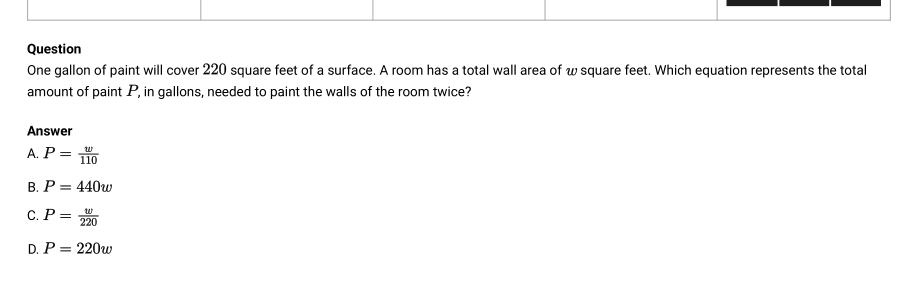 Question
One gallon of paint will cover 220 square feet of a surface. A room has a total wall area of w square feet. Which equation represents the total
amount of paint P, in gallons, needed to paint the walls of the room twice?
Answer
A. P = w/110
B. P = 440w
C. P = w/220
D. P = 220w